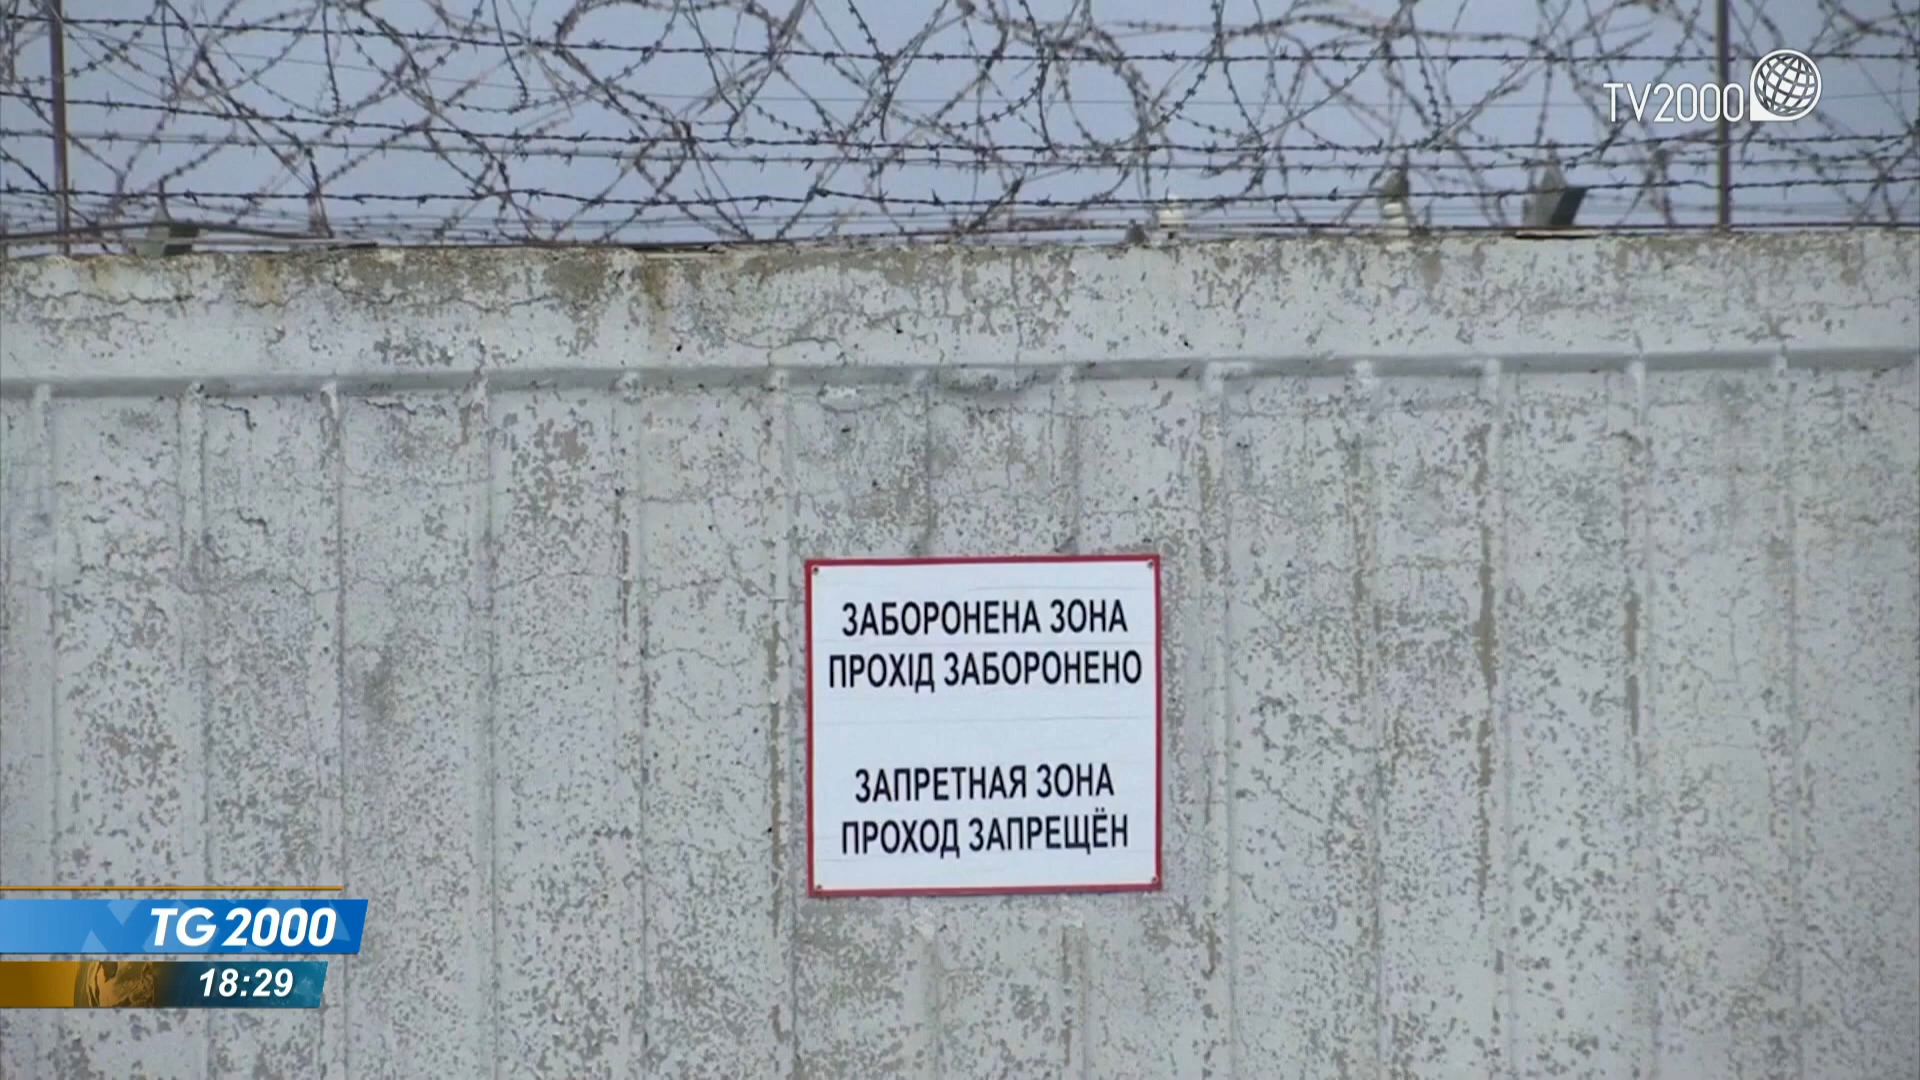 TV2000
ЗАБОРОНЕНА ЗОНА
ПРОХІД ЗАБОРОНЕНО
ЗАПРЕТНАЯ ЗОНА
ПРОХОД ЗАПРЕЩЁН
TG 2000
18:29